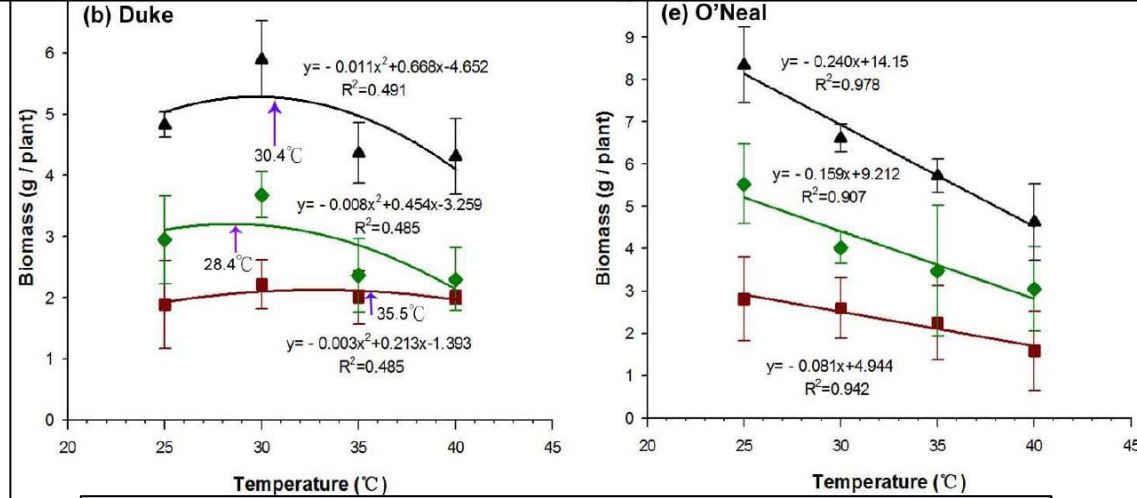 (b) Duke
6
5
4
3
2
1
0
20
25
30
35
40
45
Biomass (g / plant)
Temperature (℃)
y= - 0.011x²+0.668x-4.652
R²=0.491
30.4℃
y= - 0.008x²+0.454x-3.259
R²=0.485
28.4℃
35.5℃
y= - 0.003x²+0.213x-1.393
R²=0.485
(e) O'Neal
9
8
7
6
5
4
3
2
1
0
20
25
30
35
40
45
Biomass (g / plant)
Temperature (℃)
y= - 0.240x+14.15
R²=0.978
y= - 0.159x+9.212
R²=0.907
y= - 0.081x+4.944
R²=0.942